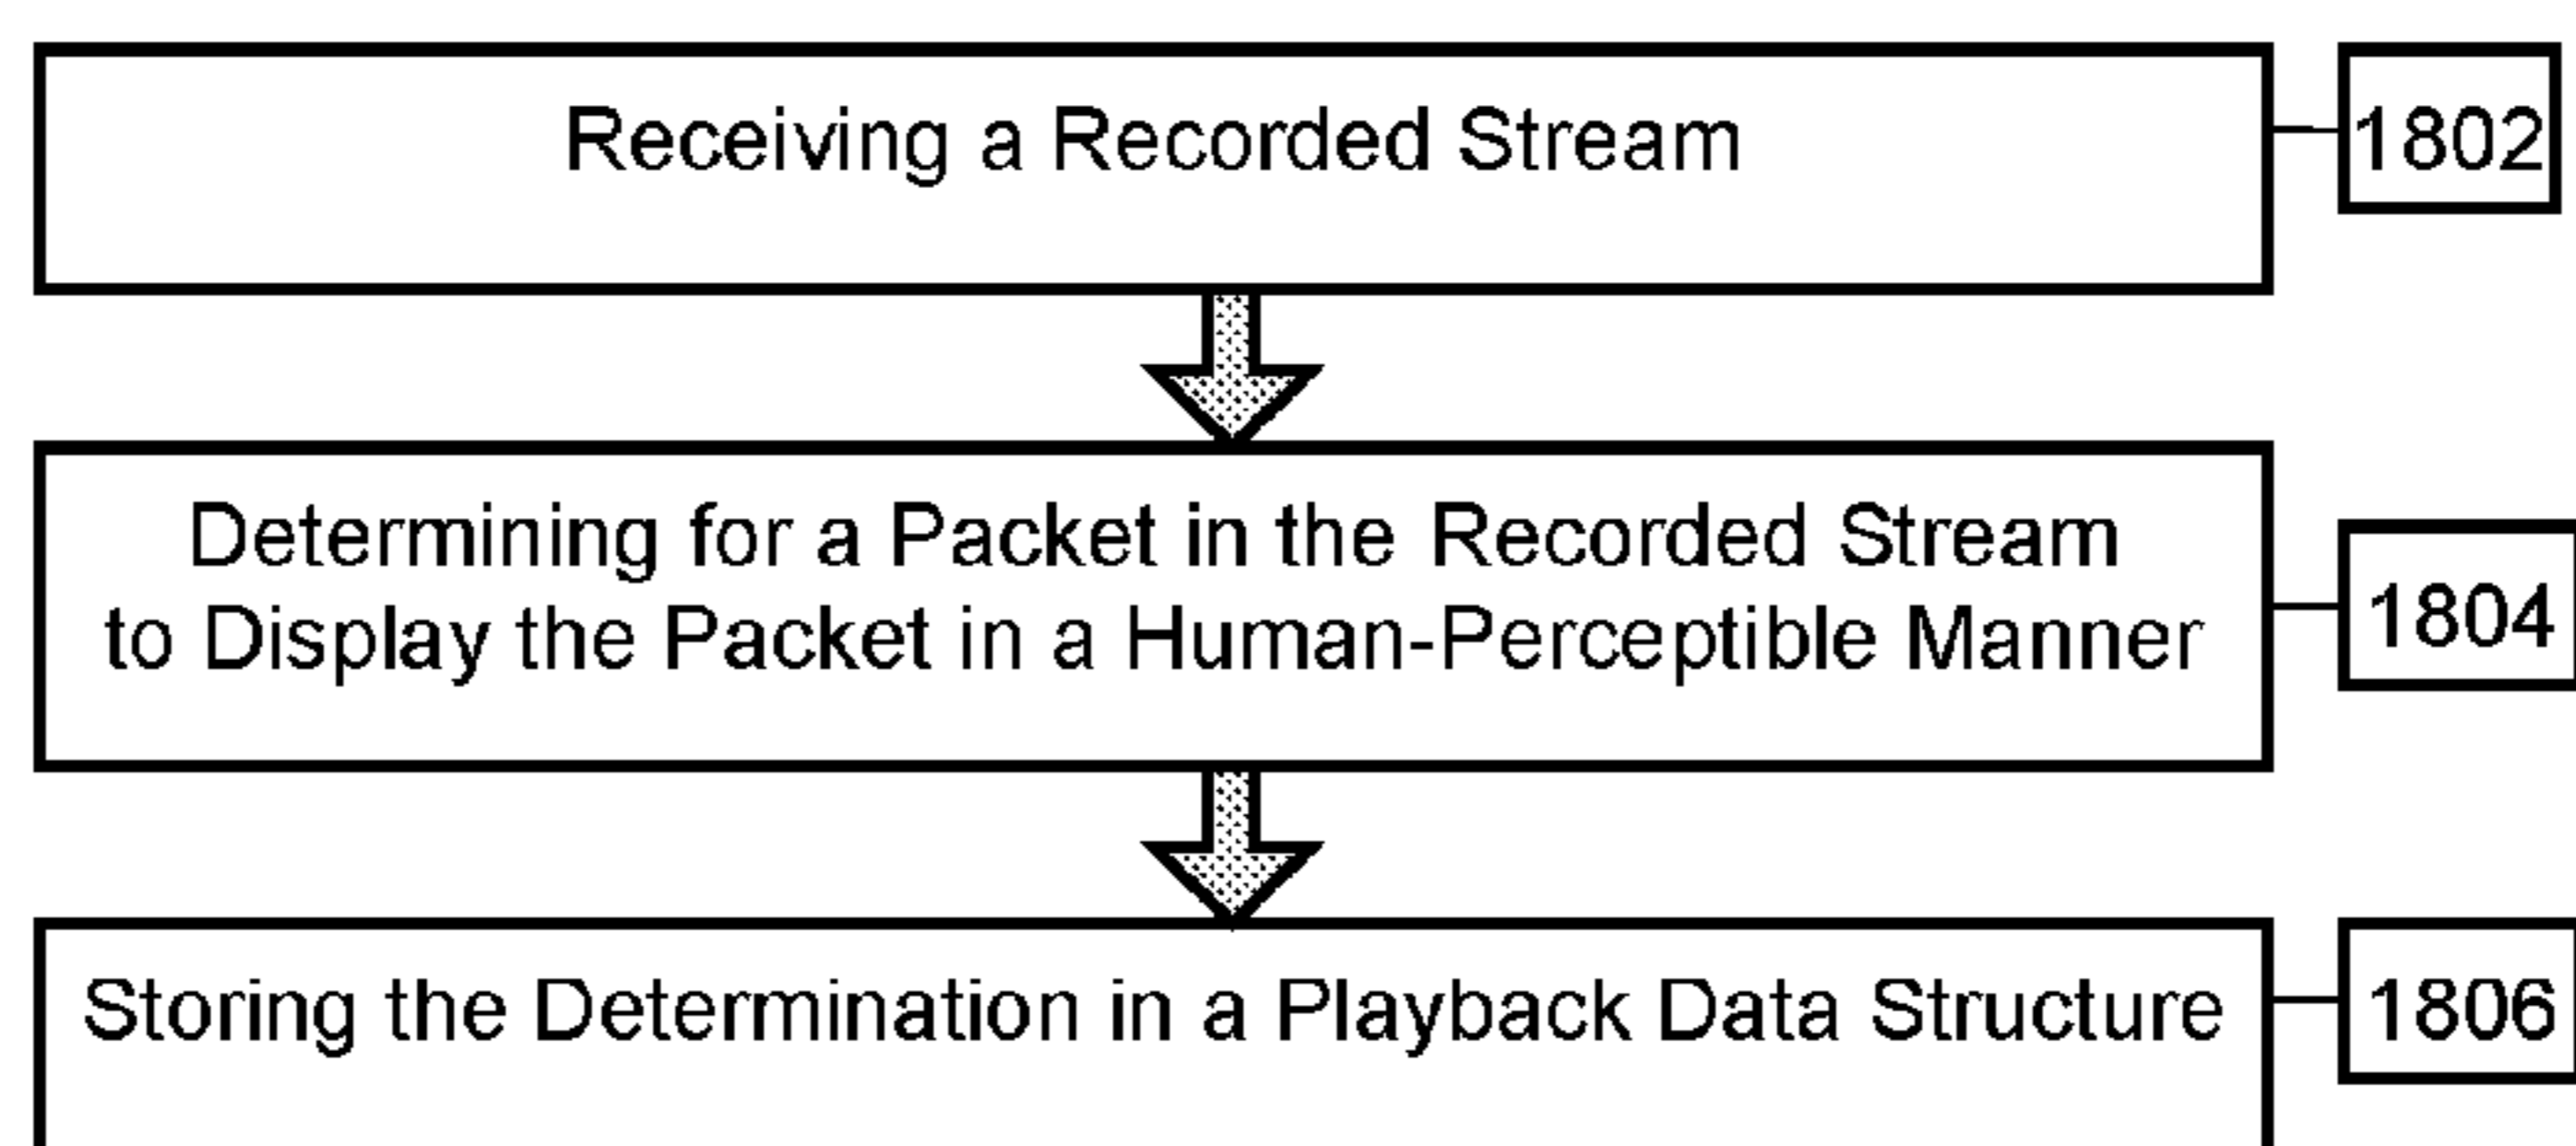 Receiving a Recorded Stream
1802
Determining for a Packet in the Recorded Stream
to Display the Packet in a Human-Perceptible Manner
1804
Storing the Determination in a Playback Data Structure
1806